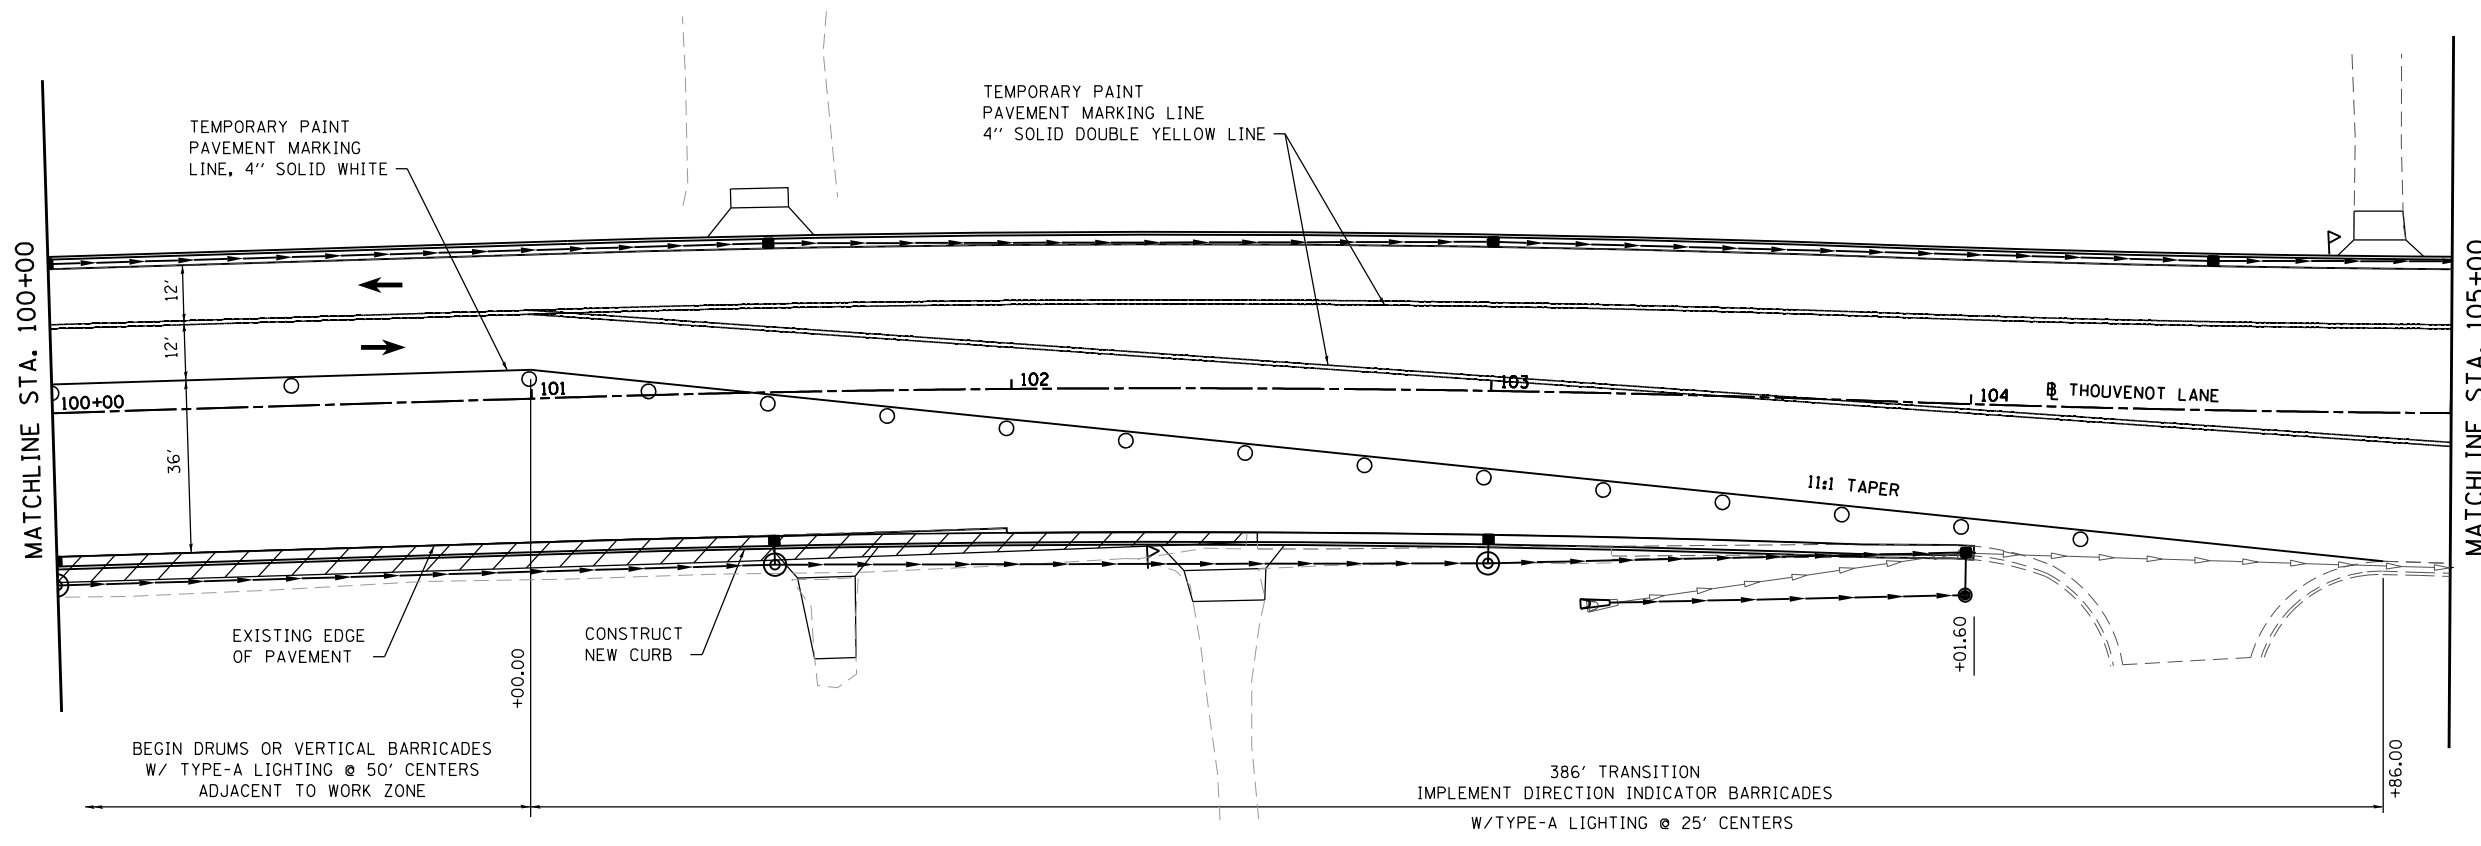 TEMPORARY PAINT
PAVEMENT MARKING LINE
4'' SOLID DOUBLE YELLOW LINE
TEMPORARY PAINT
PAVEMENT MARKING
LINE, 4'' SOLID WHITE
MATCHLINE STA. 100+00
MATCHLINE STA. 105+00
12'
12'
36'
100+00
101
102
103
104
B THOUVENOT LANE
11:1 TAPER
EXISTING EDGE
OF PAVEMENT
CONSTRUCT
NEW CURB
+00.00
+01.60
+86.00
BEGIN DRUMS OR VERTICAL BARRICADES
W/ TYPE-A LIGHTING @ 50' CENTERS
ADJACENT TO WORK ZONE
386' TRANSITION
IMPLEMENT DIRECTION INDICATOR BARRICADES
W/TYPE-A LIGHTING @ 25' CENTERS